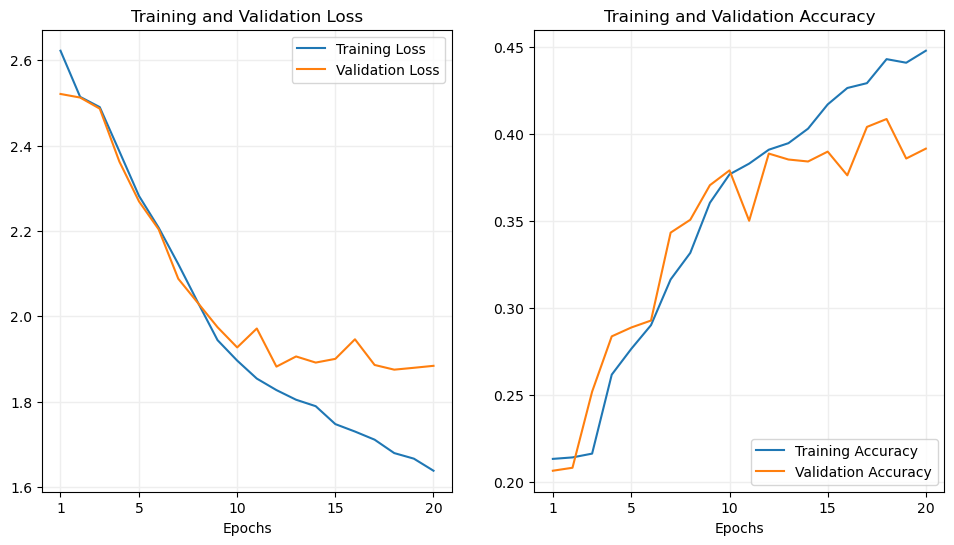 Training and Validation Loss
Training Loss
Validation Loss
2.6
2.4
2.2
2.0
1.8
1.6
1
5
10
15
20
Epochs
Training and Validation Accuracy
0.45
0.40
0.35
0.30
0.25
0.20
Training Accuracy
Validation Accuracy
1
5
10
15
20
Epochs